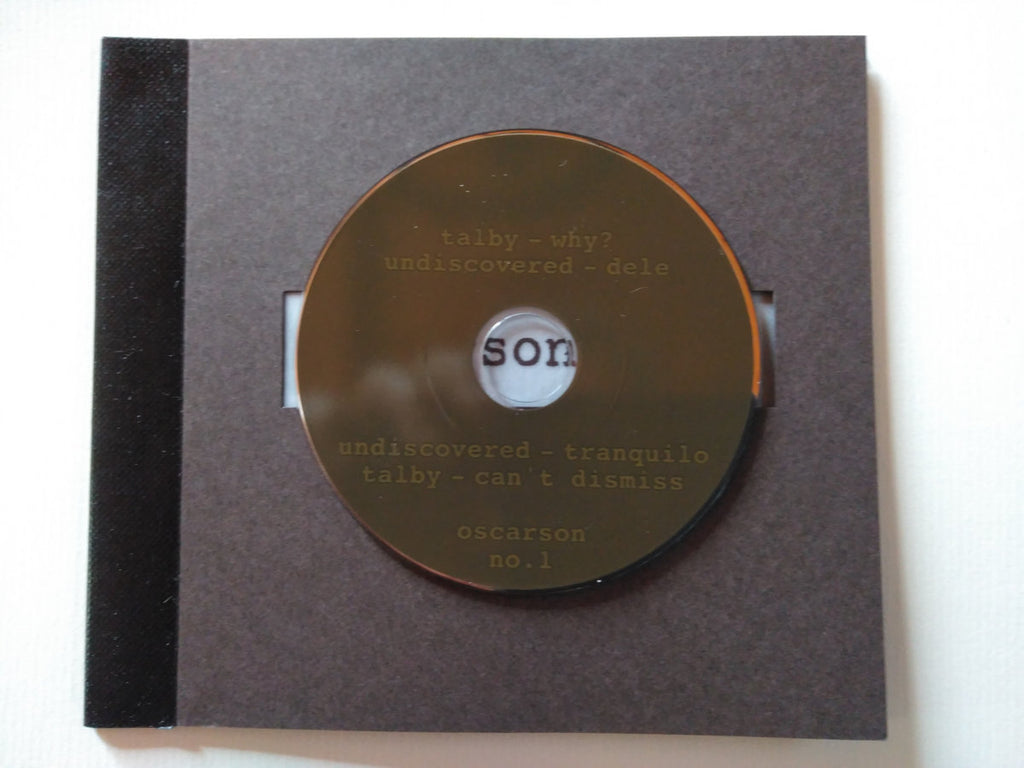 talby - why?
undiscovered - dele
son
undiscovered - tranquilo
talby - can't dismiss
oscarson
no.1